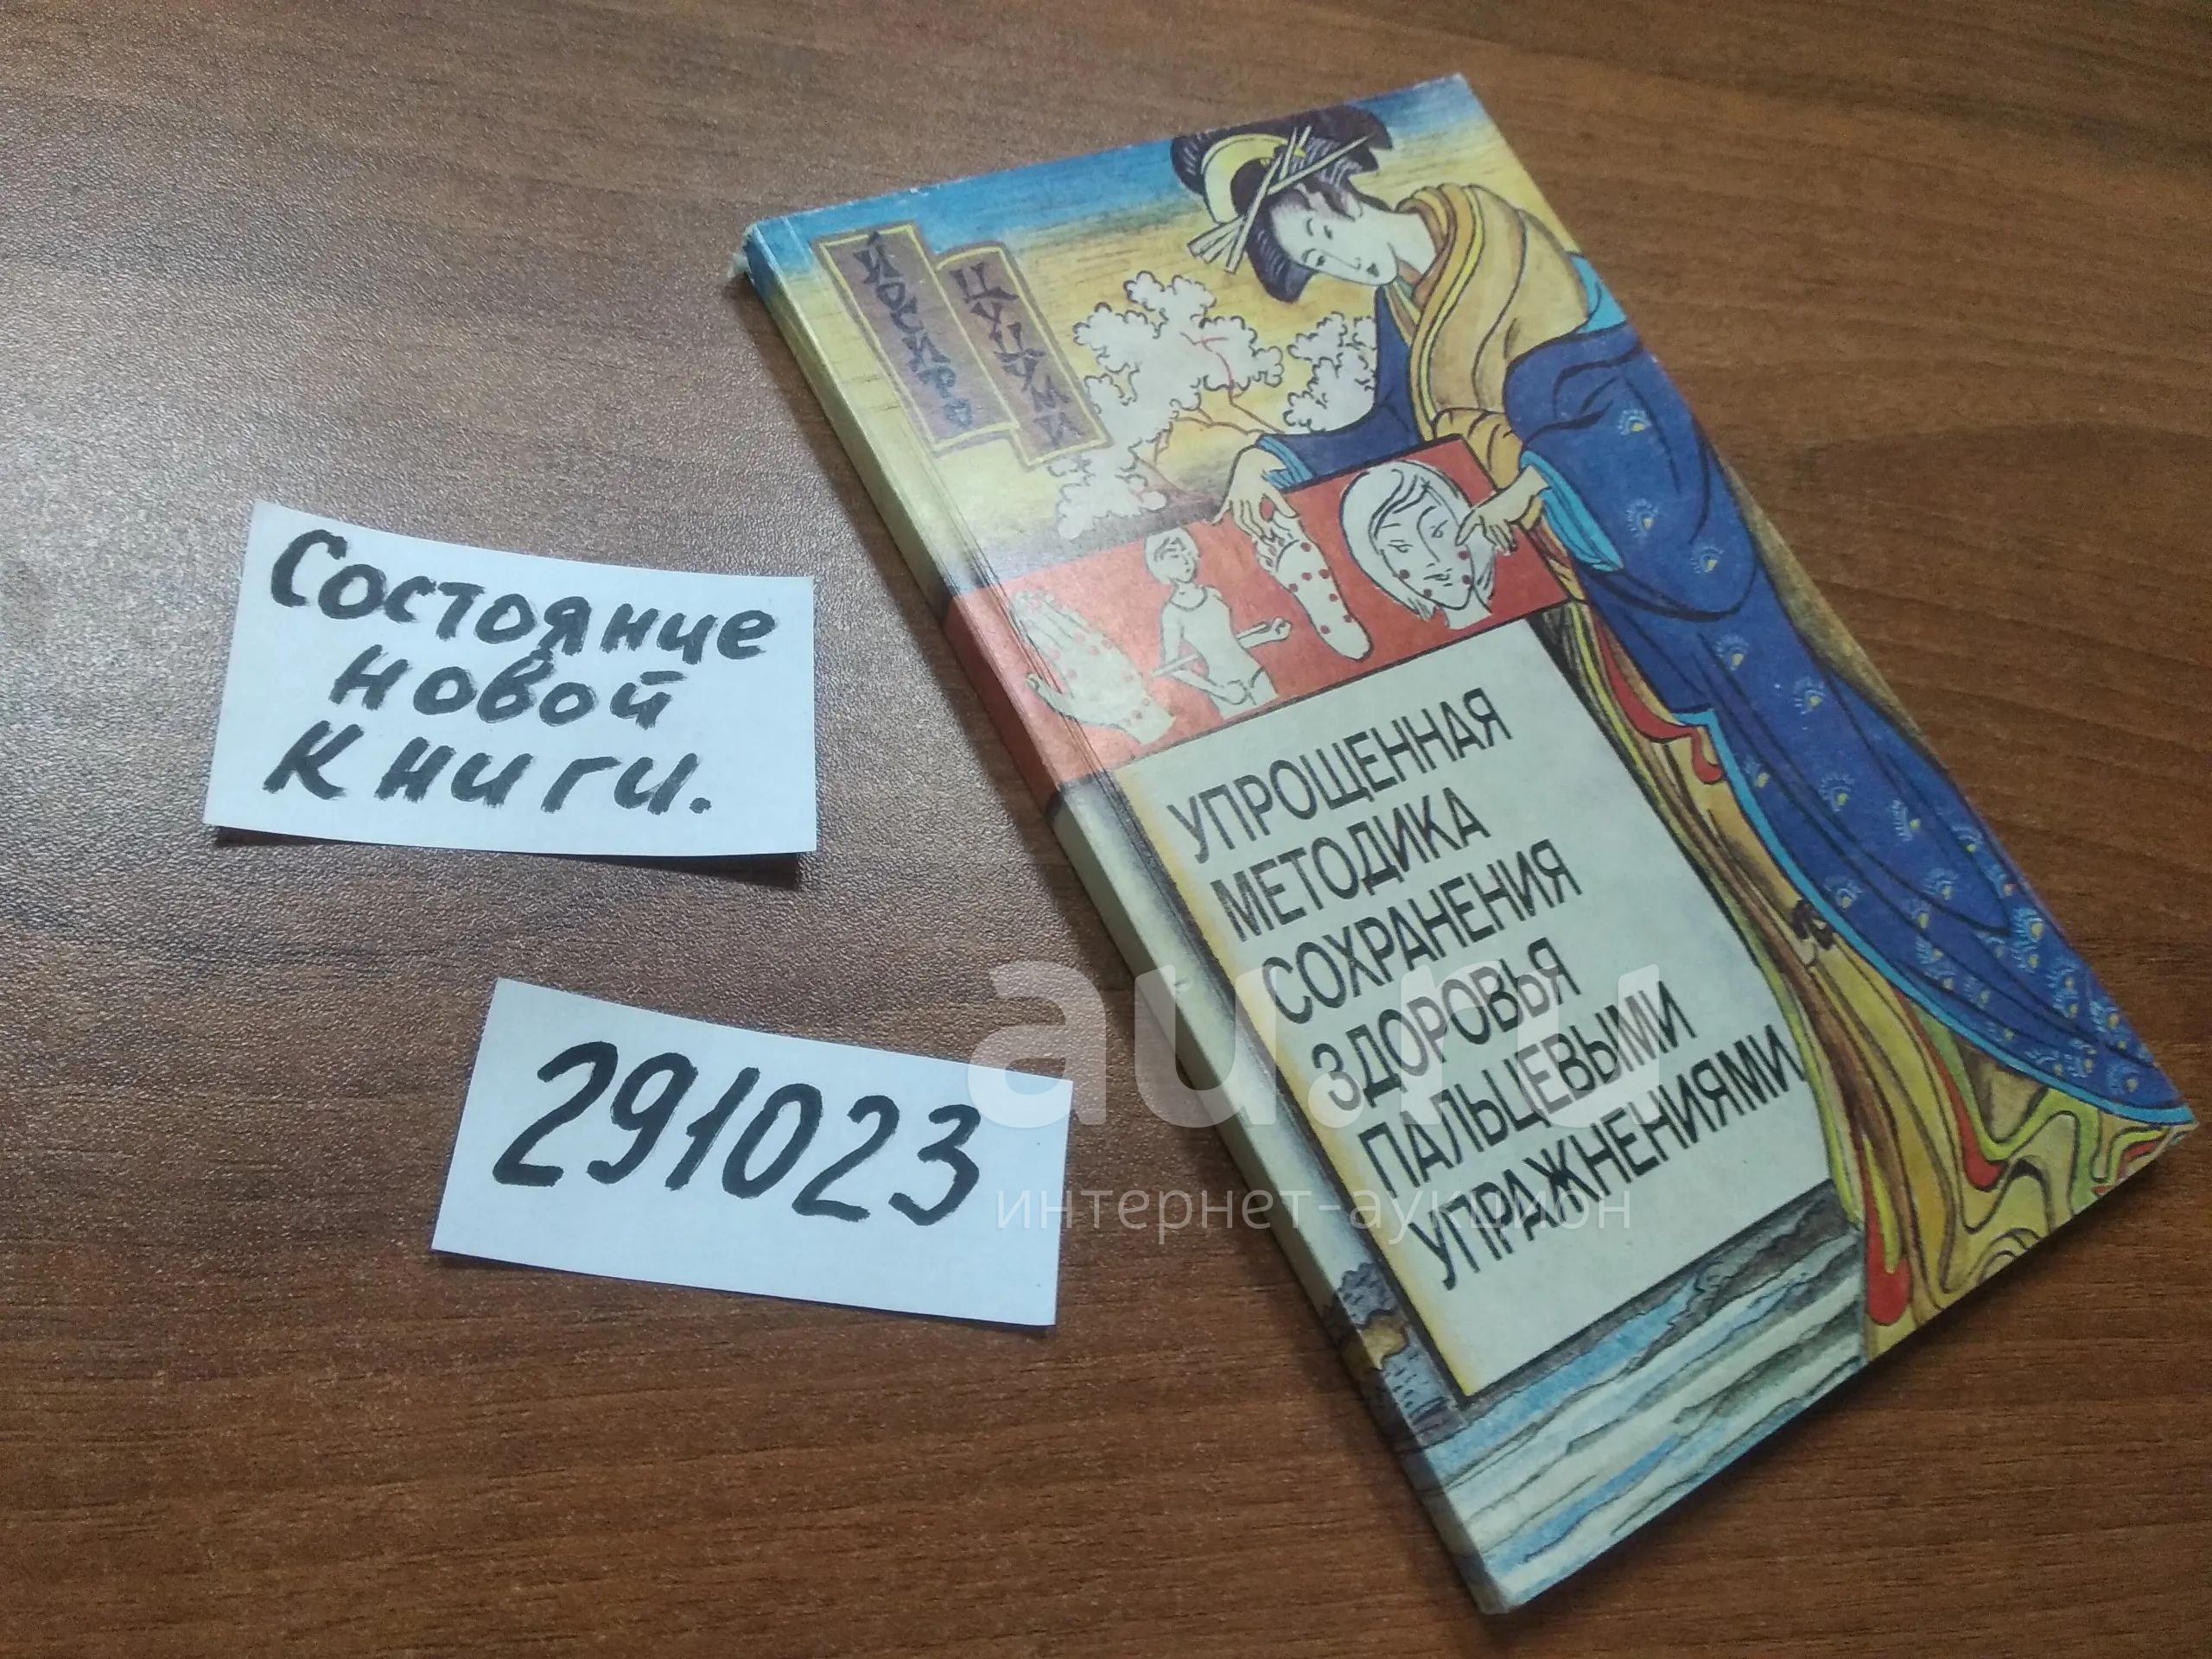 Состояние
новой
книги.
291023
ЙОСИРО
ЦУЦУМИ
УПРОЩЕННАЯ
МЕТОДИКА
СОХРАНЕНИЯ
ЗДОРОВЬЯ
ПАЛЬЦЕВЫМИ
УПРАЖНЕНИЯМИ
au.ru
интернет-аукцион